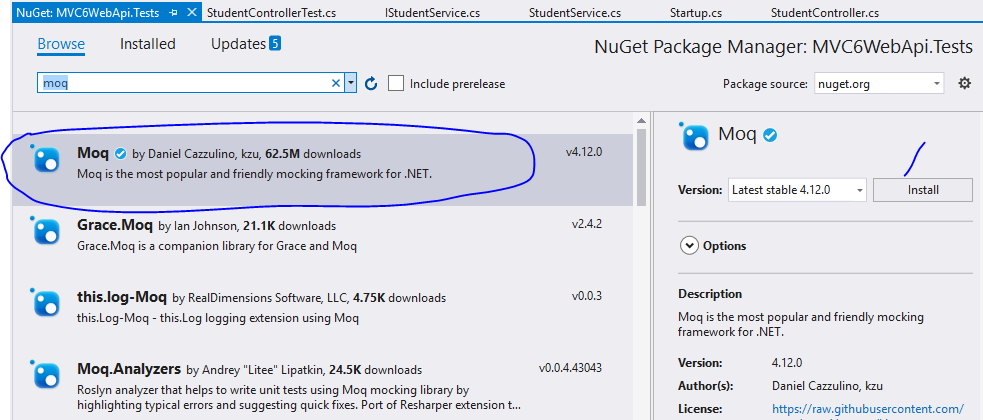 NuGet: MVC6WebApi.Tests StudentControllerTest.cs IStudentService.cs StudentService.cs Startup.cs StudentController.cs
Browse Installed Updates 5
NuGet Package Manager: MVC6WebApi.Tests
moq
Include prerelease
Package source: nuget.org
Moq by Daniel Cazzulino, kzu, 62.5M downloads v4.12.0
Moq is the most popular and friendly mocking framework for .NET.
Grace.Moq by Ian Johnson, 21.1K downloads v2.4.2
Grace.Moq is a companion library for Grace and Moq
this.log-Moq by RealDimensions Software, LLC, 4.75K downloads v0.0.3
this.Log-Moq - this.Log logging extension using Moq
Moq.Analyzers by Andrey "Litee" Lipatkin, 24.5K downloads v0.0.4.43043
Roslyn analyzer that helps to write unit tests using Moq mocking library by
highlighting typical errors and suggesting quick fixes. Port of Resharper extension t...
Moq
Version: Latest stable 4.12.0 Install
Options
Description
Moq is the most popular and friendly mocking
framework for .NET.
Version: 4.12.0
Author(s): Daniel Cazzulino, kzu
License: https://raw.githubusercontent.com/